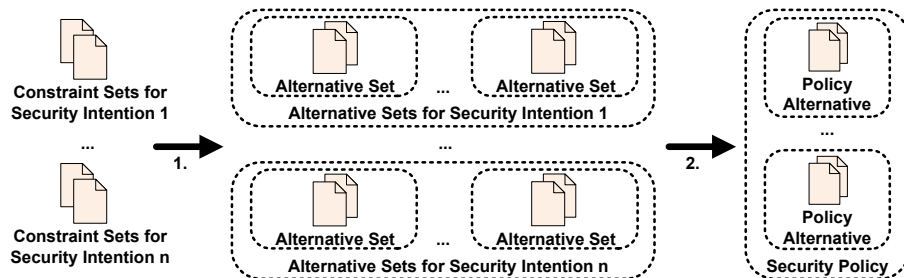 Constraint Sets for
Security Intention 1
...
Constraint Sets for
Security Intention n
1.
Alternative Set
...
Alternative Set
Alternative Sets for Security Intention 1
...
Alternative Set
...
Alternative Set
Alternative Sets for Security Intention n
2.
Policy
Alternative
...
Policy
Alternative
Security Policy